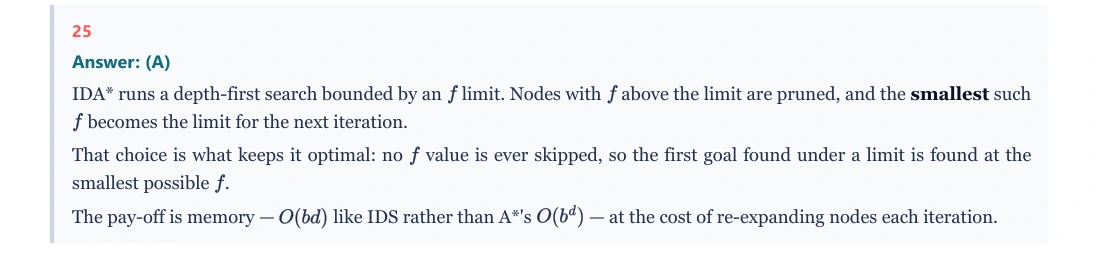 25
Answer: (A)
IDA* runs a depth-first search bounded by an f limit. Nodes with f above the limit are pruned, and the smallest such
f becomes the limit for the next iteration.
That choice is what keeps it optimal: no f value is ever skipped, so the first goal found under a limit is found at the
smallest possible f.
The pay-off is memory — O(bd) like IDS rather than A*'s O(b^d) — at the cost of re-expanding nodes each iteration.